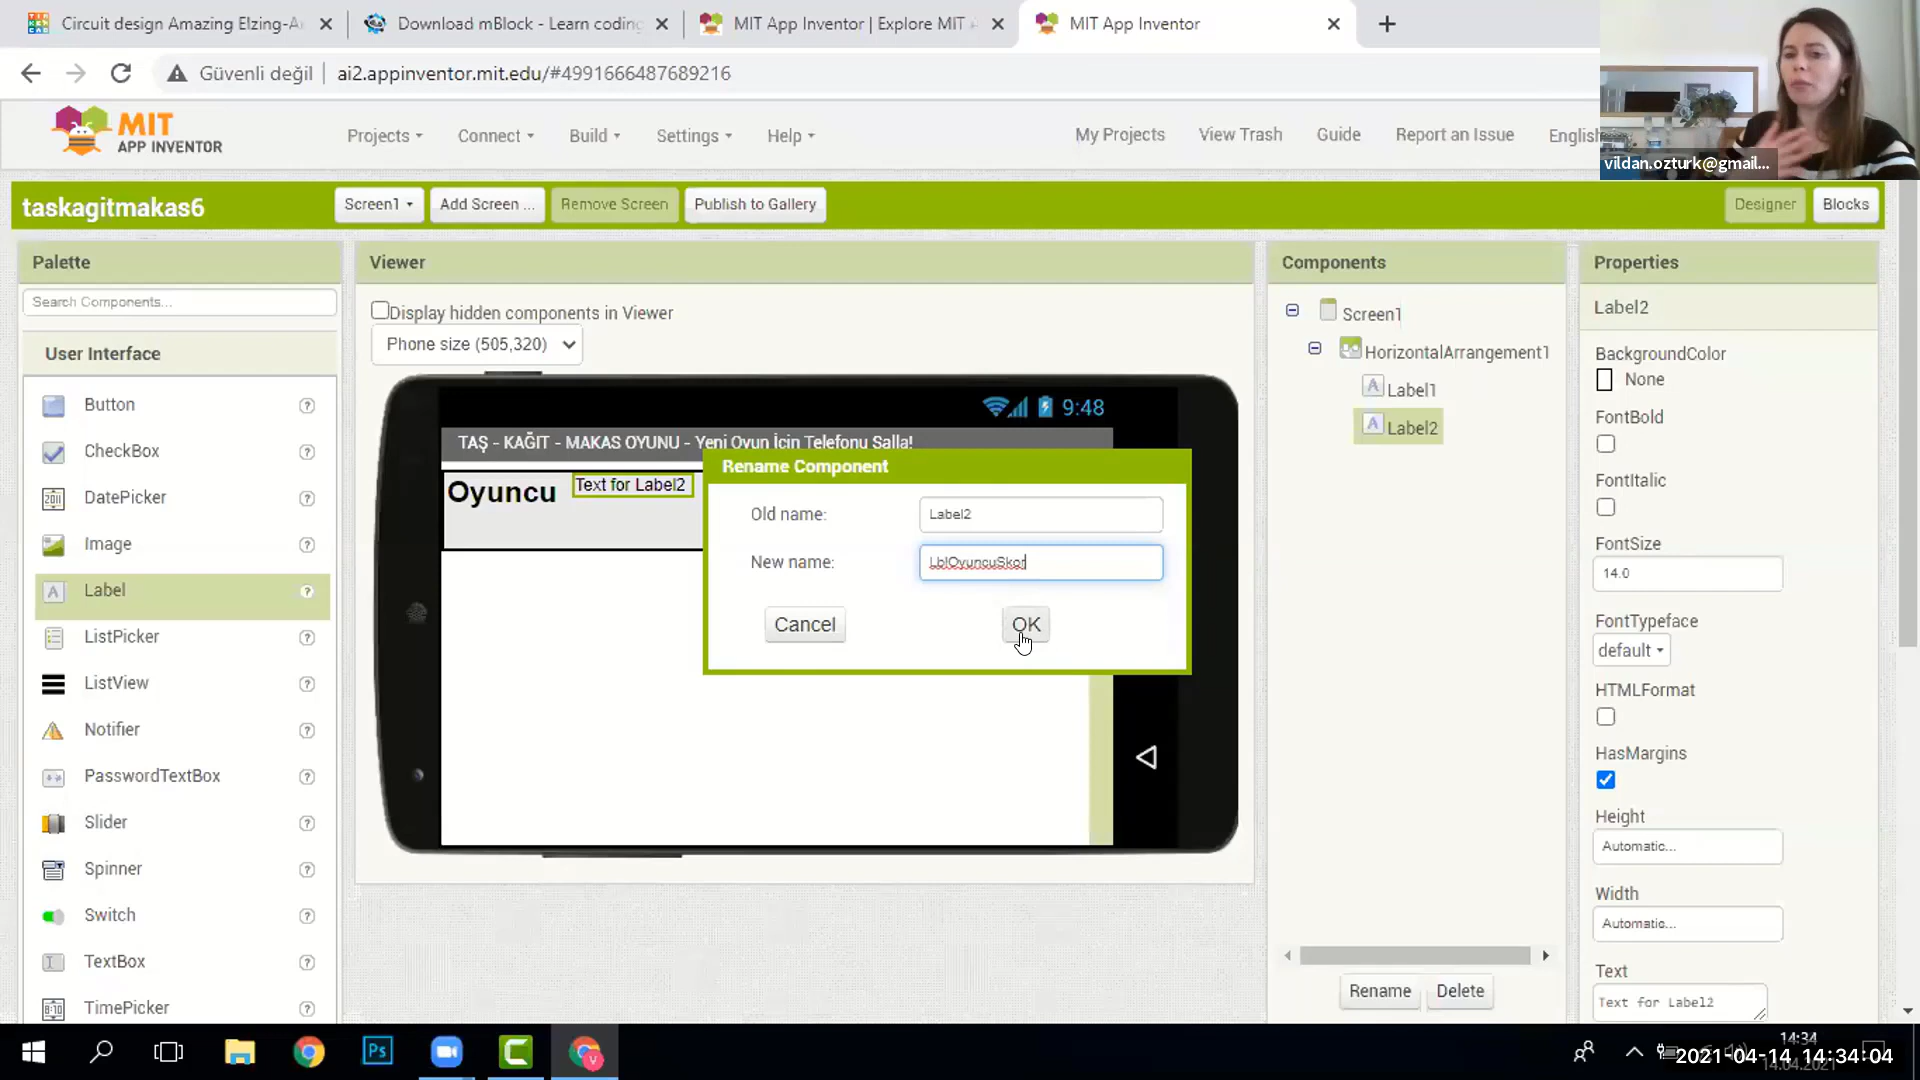 Circuit design Amazing Elzing-A
Download mBlock - Learn coding
MIT App Inventor | Explore MIT
MIT App Inventor
Güvenli değil
ai2.appinventor.mit.edu/#4991666487689216
vildan.ozturk@gmail...
MIT
APP INVENTOR
Projects
Connect
Build
Settings
Help
My Projects
View Trash
Guide
Report an Issue
English
taskagitmakas6
Screen1
Add Screen ...
Remove Screen
Publish to Gallery
Designer
Blocks
Palette
Search Components...
User Interface
Button
CheckBox
DatePicker
Image
Label
ListPicker
ListView
Notifier
PasswordTextBox
Slider
Spinner
Switch
TextBox
TimePicker
Viewer
Display hidden components in Viewer
Phone size (505,320)
9:48
TAŞ - KAĞIT - MAKAS OYUNU - Yeni Oyun İçin Telefonu Salla!
Oyuncu
Text for Label2
Rename Component
Old name:
Label2
New name:
LblOyuncuSkor
Cancel
OK
Components
Screen1
HorizontalArrangement1
Label1
Label2
Rename
Delete
Properties
Label2
BackgroundColor
None
FontBold
FontItalic
FontSize
14.0
FontTypeface
default
HTMLFormat
HasMargins
Height
Automatic...
Width
Automatic...
Text
Text for Label2
14:34
14.04.2021
2021-04-14 14:34:04